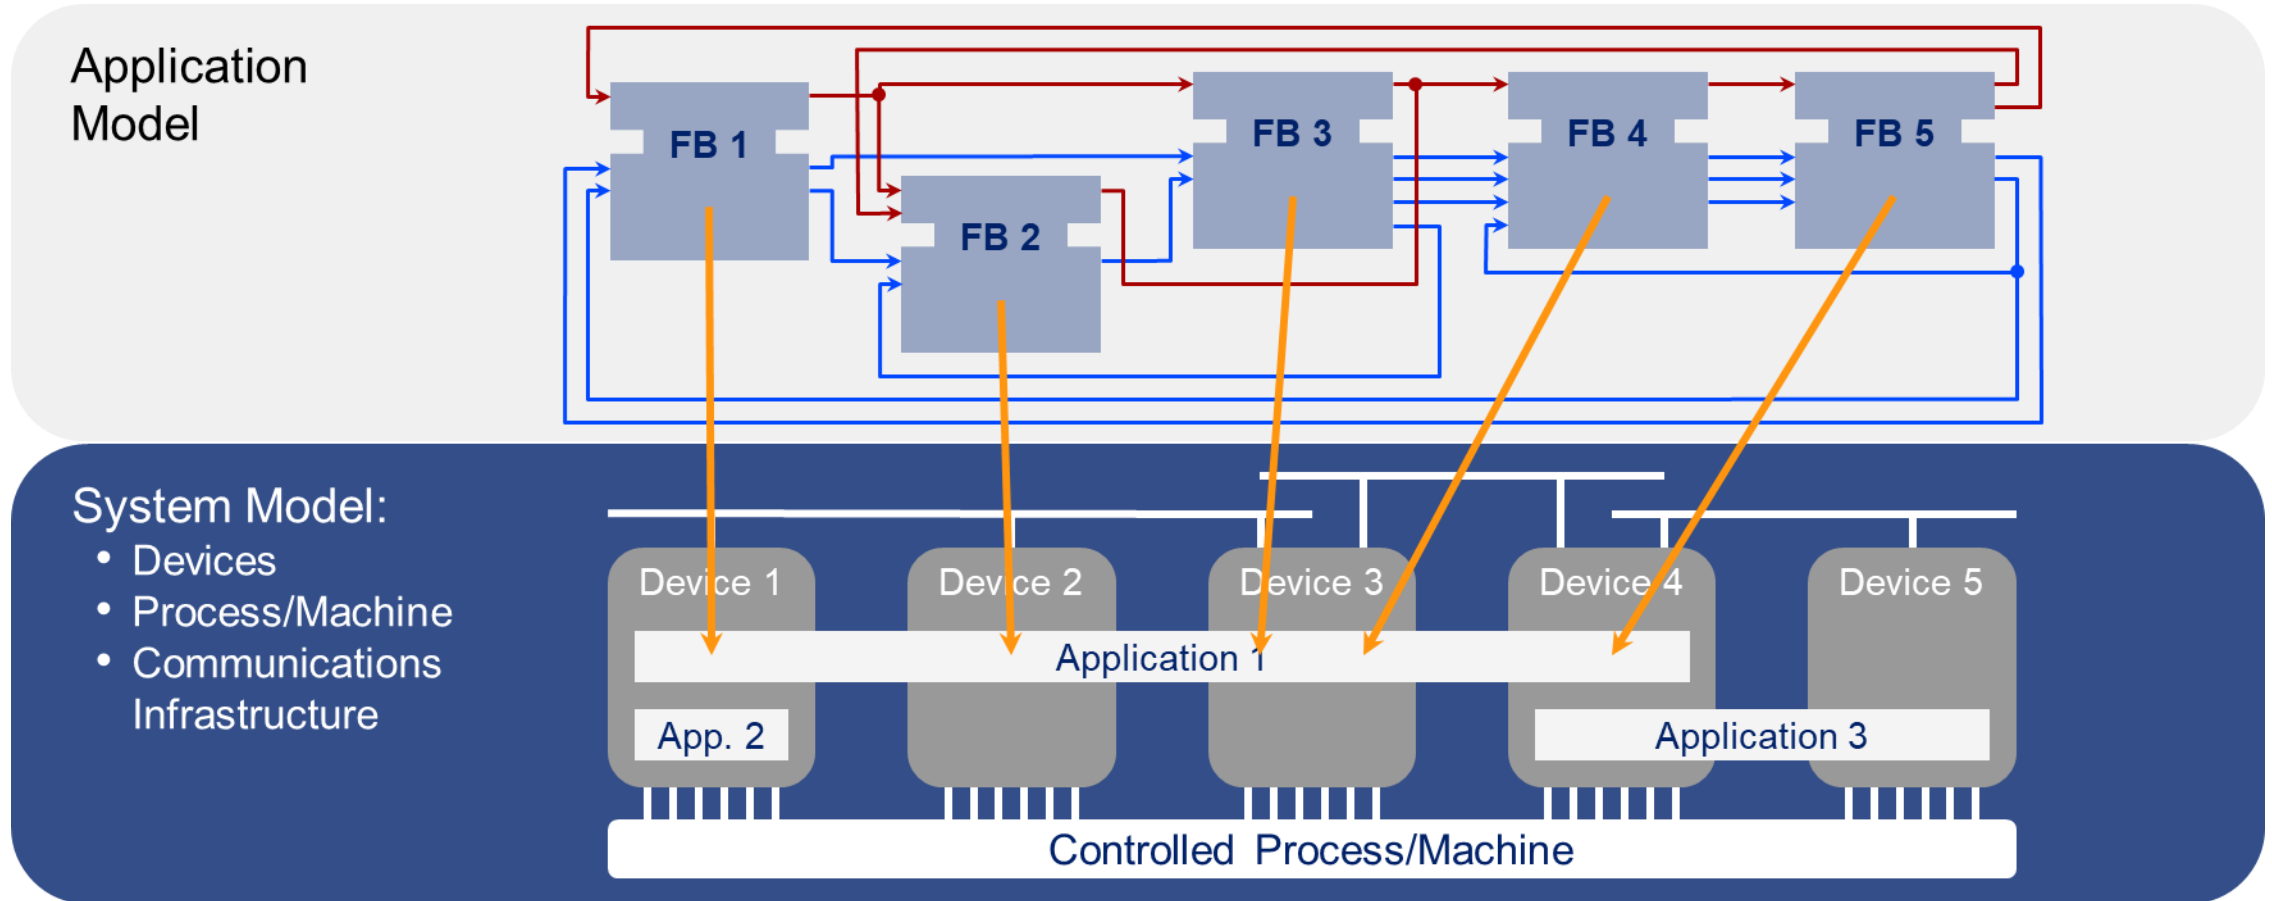 Application
Model
FB 1
FB 2
FB 3
FB 4
FB 5
System Model:
• Devices
• Process/Machine
• Communications
Infrastructure
Device 1
Device 2
Device 3
Device 4
Device 5
Application 1
App. 2
Application 3
Controlled Process/Machine